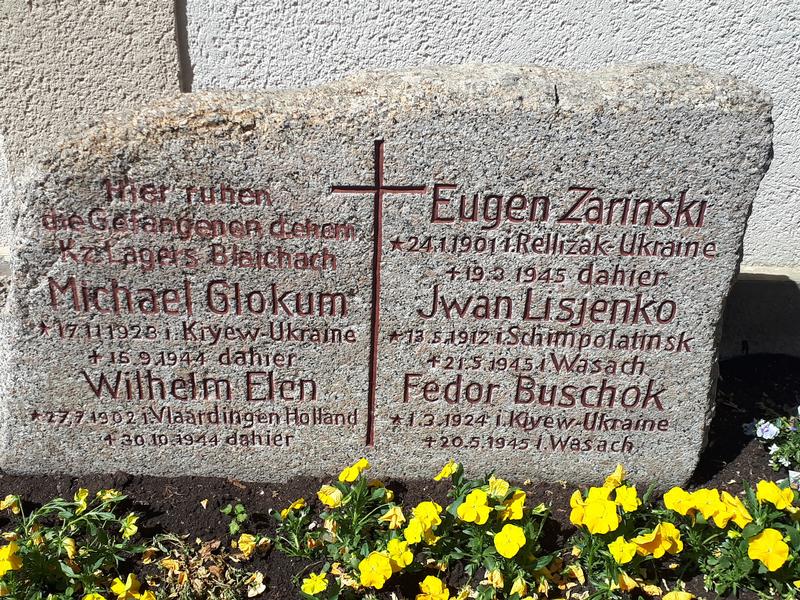 Hier ruhen
die Gefangenen d.ehem
Kz Lagers Blaichach
Michael Glokum
*17.11.1923 i. Kiyew-Ukraine
+ 15.9.1944 dahier
Wilhelm Elen
*27.7.1902 i. Vlaardingen Holland
+ 30.10.1944 dahier
Eugen Zarinski
*24.1.1901 i. Rellizak-Ukraine
+19.3 1945 dahier
Jwan Lisjenko
*13.5.1912 i. Schimpolatinsk
+21.5.1945 i. Wasach
Fedor Buschok
*1.3.1924 i. Kiyew-Ukraine
+20.5.1945 i. Wasach